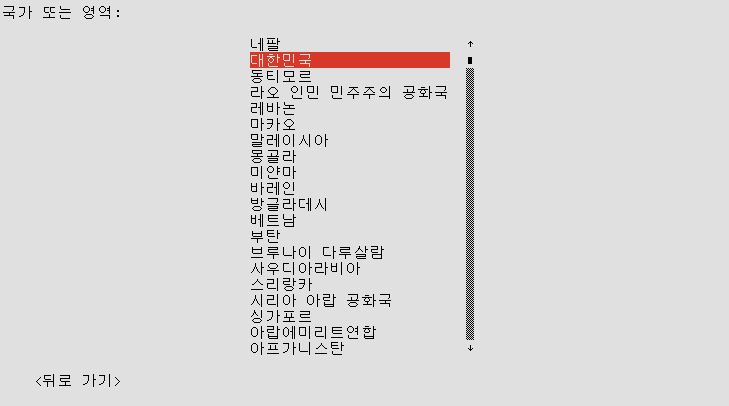 국가 또는 영역:
네팔
대한민국
동티모르
라오 인민 민주주의 공화국
레바논
마카오
말레이시아
몽골라
미얀마
바레인
방글라데시
베트남
부탄
브루나이 다루살람
사우디아라비아
스리랑카
시리아 아랍 공화국
싱가포르
아랍에미리트연합
아프가니스탄
<뒤로 가기>